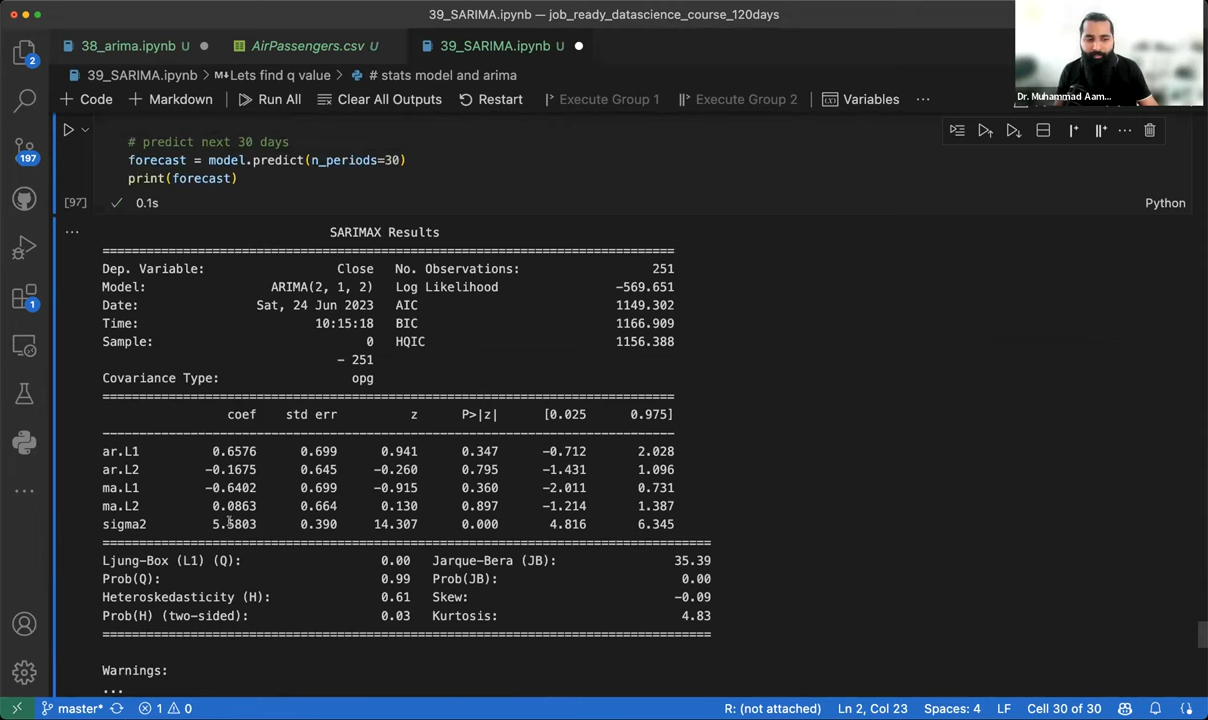 39_SARIMA.ipynb — job_ready_datascience_course_120days
38_arima.ipynb U
AirPassengers.csv U
39_SARIMA.ipynb U
39_SARIMA.ipynb > M↓Lets find q value > # stats model and arima
Code
Markdown
Run All
Clear All Outputs
Restart
Execute Group 1
Execute Group 2
Variables
...
Dr. Muhammad Aam...
2
197
1
# predict next 30 days
forecast = model.predict(n_periods=30)
print(forecast)
[97] ✓ 0.1s Python
...
SARIMAX Results
==============================================================================
Dep. Variable: Close No. Observations: 251
Model: ARIMA(2, 1, 2) Log Likelihood -569.651
Date: Sat, 24 Jun 2023 AIC 1149.302
Time: 10:15:18 BIC 1166.909
Sample: 0 HQIC 1156.388
- 251
Covariance Type: opg
==============================================================================
coef std err z P>|z| [0.025 0.975]
------------------------------------------------------------------------------
ar.L1 0.6576 0.699 0.941 0.347 -0.712 2.028
ar.L2 -0.1675 0.645 -0.260 0.795 -1.431 1.096
ma.L1 -0.6402 0.699 -0.915 0.360 -2.011 0.731
ma.L2 0.0863 0.664 0.130 0.897 -1.214 1.387
sigma2 5.5803 0.390 14.307 0.000 4.816 6.345
===================================================================================
Ljung-Box (L1) (Q): 0.00 Jarque-Bera (JB): 35.39
Prob(Q): 0.99 Prob(JB): 0.00
Heteroskedasticity (H): 0.61 Skew: -0.09
Prob(H) (two-sided): 0.03 Kurtosis: 4.83
===================================================================================
Warnings:
...
master* 1 0 R: (not attached) Ln 2, Col 23 Spaces: 4 LF Cell 30 of 30